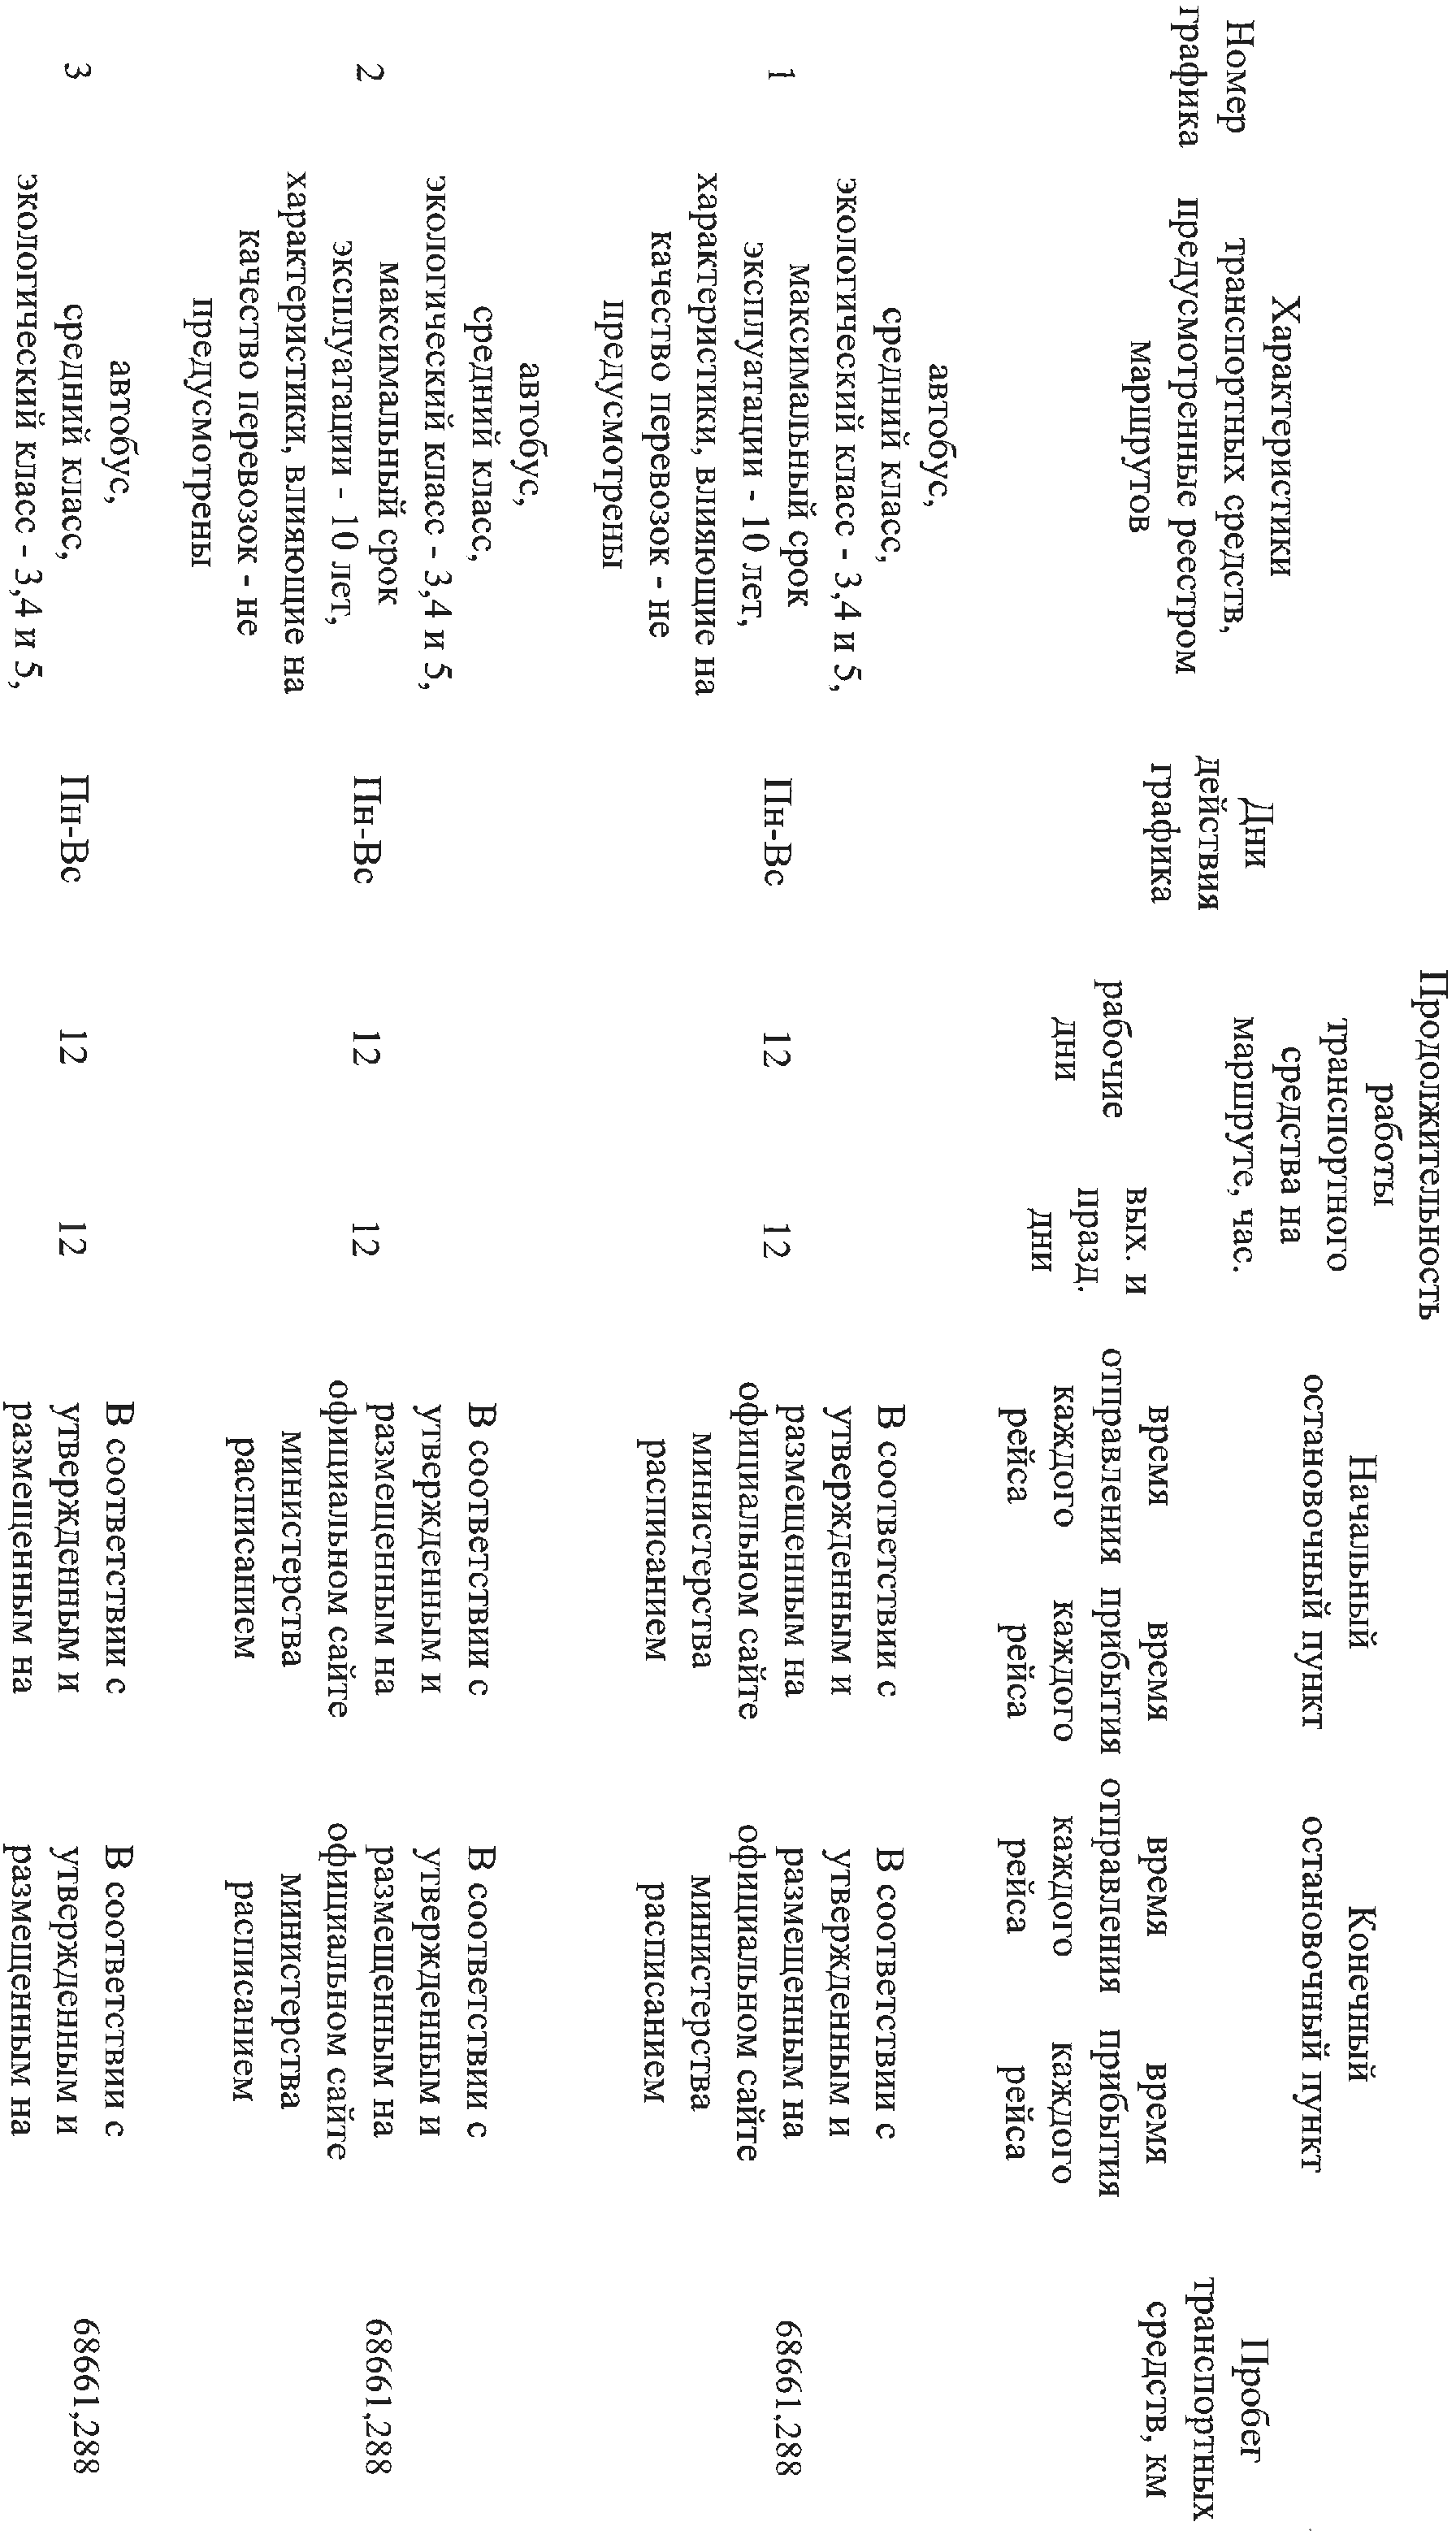 Номер
графика
Характеристики
транспортных средств,
предусмотренные реестром
маршрутов
Дни
действия
графика
Продолжительность
работы
транспортного
средства на
маршруте, час.
рабочие
дни
вых. и
празд.
дни
Начальный
остановочный пункт
время
отправления
каждого
рейса
время
прибытия
каждого
рейса
Конечный
остановочный пункт
время
отправления
каждого
рейса
время
прибытия
каждого
рейса
Пробег
транспортных
средств, км
1
автобус,
средний класс,
экологический класс - 3,4 и 5,
максимальный срок
эксплуатации - 10 лет,
характеристики, влияющие на
качество перевозок - не
предусмотрены
Пн-Вс
12
12
В соответствии с
утвержденным и
размещенным на
официальном сайте
министерства
расписанием
В соответствии с
утвержденным и
размещенным на
официальном сайте
министерства
расписанием
68661,288
2
автобус,
средний класс,
экологический класс - 3,4 и 5,
максимальный срок
эксплуатации - 10 лет,
характеристики, влияющие на
качество перевозок - не
предусмотрены
Пн-Вс
12
12
В соответствии с
утвержденным и
размещенным на
официальном сайте
министерства
расписанием
В соответствии с
утвержденным и
размещенным на
официальном сайте
министерства
расписанием
68661,288
3
автобус,
средний класс,
экологический класс - 3,4 и 5,
Пн-Вс
12
12
В соответствии с
утвержденным и
размещенным на
В соответствии с
утвержденным и
размещенным на
68661,288